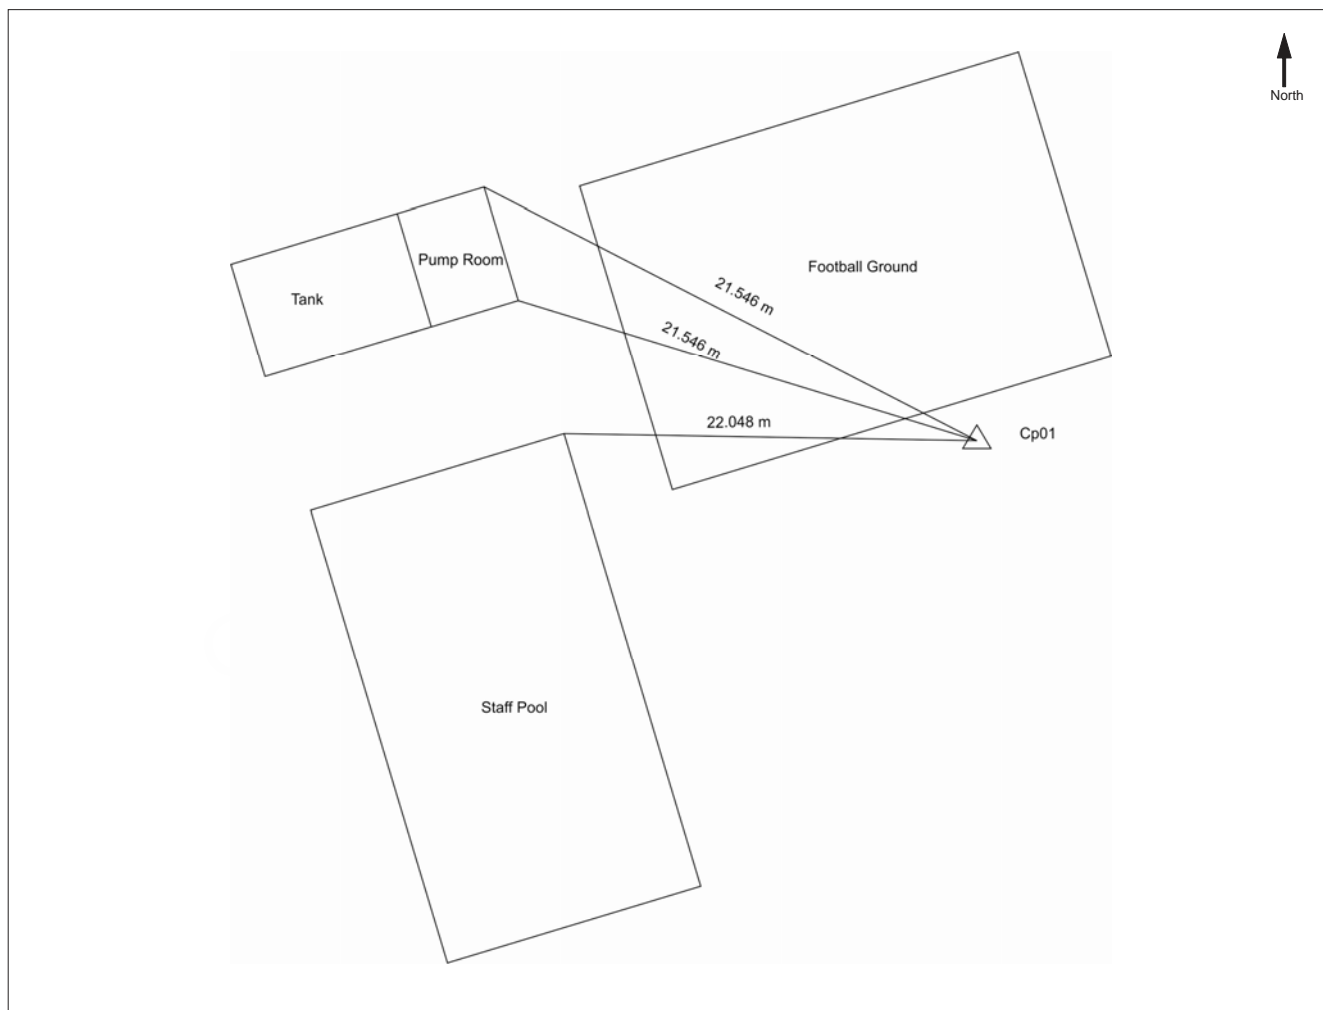 North
Pump Room
Football Ground
Tank
21.546 m
21.546 m
22.048 m
Cp01
Staff Pool